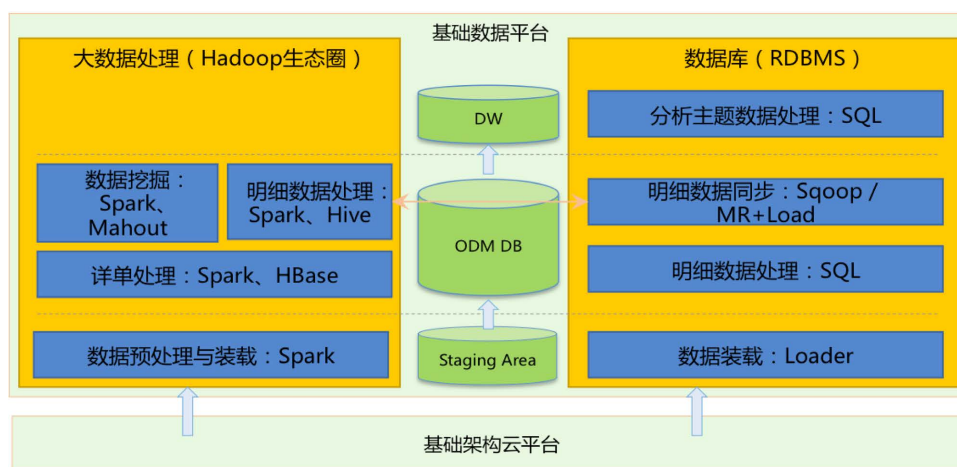 基础数据平台
大数据处理（Hadoop生态圈）
数据挖掘：
Spark、
Mahout
明细数据处理：
Spark、Hive
详单处理：Spark、HBase
数据预处理与装载：Spark
DW
ODM DB
Staging Area
数据库（RDBMS）
分析主题数据处理：SQL
明细数据同步：Sqoop /
MR+Load
明细数据处理：SQL
数据装载：Loader
基础架构云平台